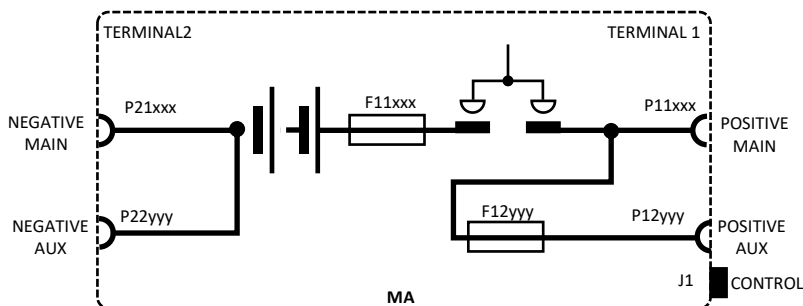 TERMINAL2
TERMINAL 1
P21xxx
F11xxx
P11xxx
NEGATIVE
MAIN
POSITIVE
MAIN
P22yyy
F12yyy
P12yyy
NEGATIVE
AUX
POSITIVE
AUX
J1
CONTROL
MA